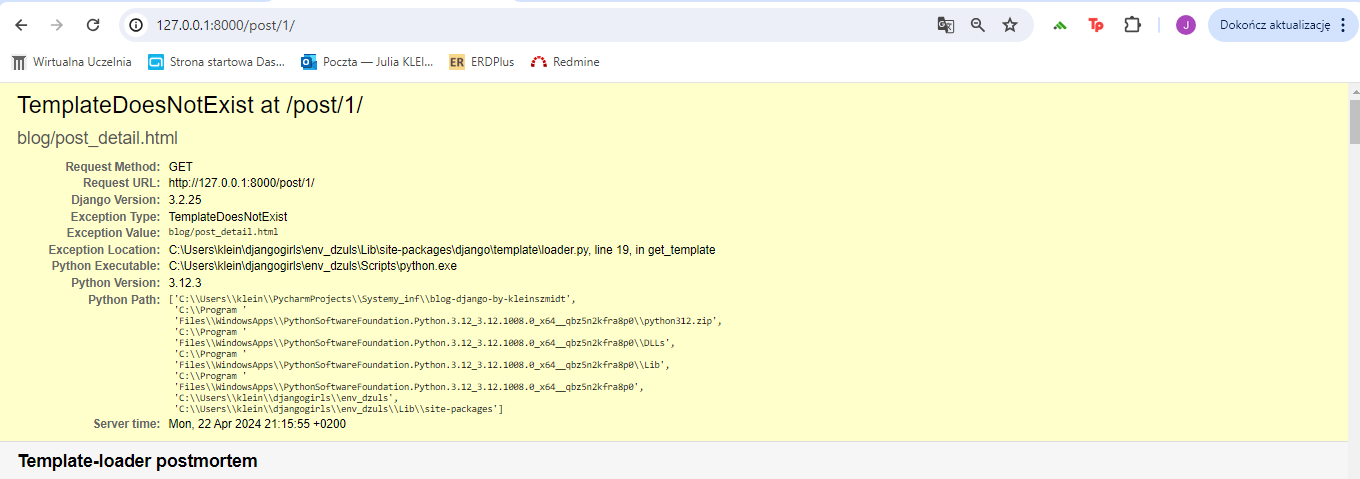 127.0.0.1:8000/post/1/
J
Dokończ aktualizację
Wirtualna Uczelnia
Strona startowa Das...
Poczta — Julia KLEI...
ER
ERDPlus
Redmine
TemplateDoesNotExist at /post/1/
blog/post_detail.html
Request Method: GET
Request URL: http://127.0.0.1:8000/post/1/
Django Version: 3.2.25
Exception Type: TemplateDoesNotExist
Exception Value: blog/post_detail.html
Exception Location: C:\Users\klein\djangogirls\env_dzuls\Lib\site-packages\django\template\loader.py, line 19, in get_template
Python Executable: C:\Users\klein\djangogirls\env_dzuls\Scripts\python.exe
Python Version: 3.12.3
Python Path: ['C:\\Users\\klein\\PycharmProjects\\Systemy_inf\\blog-django-by-kleinszmidt',
'C:\\Program '
'Files\\WindowsApps\\PythonSoftwareFoundation.Python.3.12_3.12.1008.0_x64__qbz5n2kfra8p0\\python312.zip',
'C:\\Program '
'Files\\WindowsApps\\PythonSoftwareFoundation.Python.3.12_3.12.1008.0_x64__qbz5n2kfra8p0\\DLLs',
'C:\\Program '
'Files\\WindowsApps\\PythonSoftwareFoundation.Python.3.12_3.12.1008.0_x64__qbz5n2kfra8p0\\Lib',
'C:\\Program '
'Files\\WindowsApps\\PythonSoftwareFoundation.Python.3.12_3.12.1008.0_x64__qbz5n2kfra8p0',
'C:\\Users\\klein\\djangogirls\\env_dzuls',
'C:\\Users\\klein\\djangogirls\\env_dzuls\\Lib\\site-packages']
Server time: Mon, 22 Apr 2024 21:15:55 +0200
Template-loader postmortem